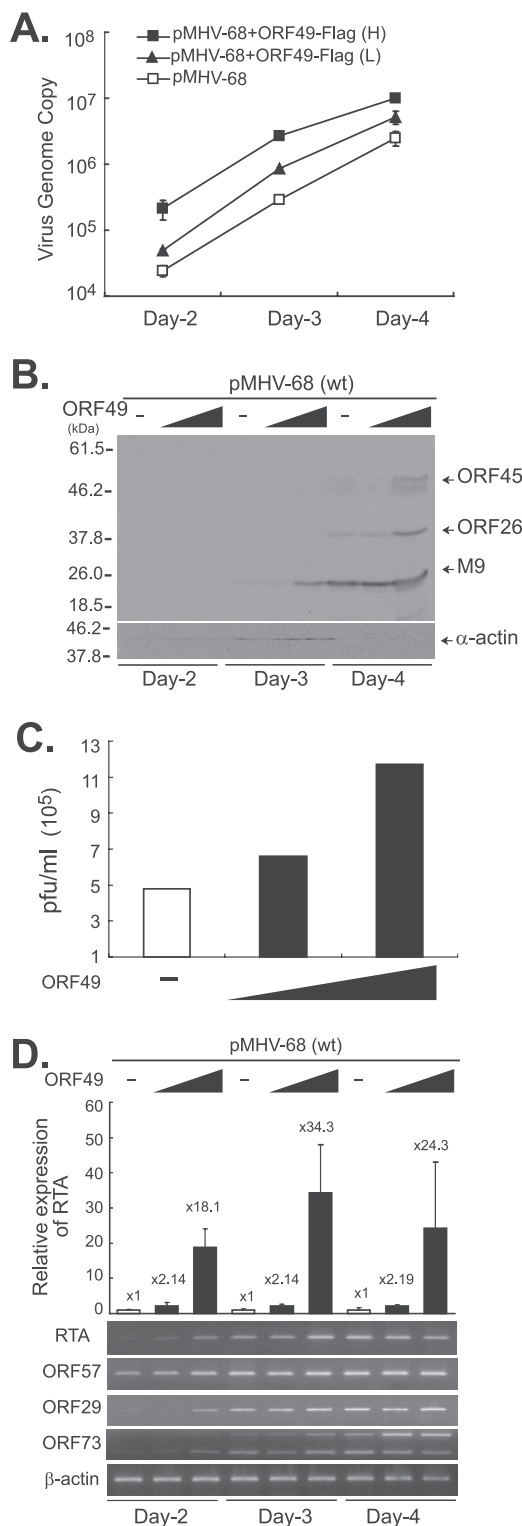 A.
10⁸
10⁷
10⁶
10⁵
10⁴
Virus Genome Copy
pMHV-68+ORF49-Flag (H)
pMHV-68+ORF49-Flag (L)
pMHV-68
Day-2 Day-3 Day-4
B.
pMHV-68 (wt)
ORF49 – – –
(kDa)
61.5
46.2
37.8
26.0
18.5
46.2
37.8
ORF45
ORF26
M9
α-actin
Day-2 Day-3 Day-4
C.
13
11
9
7
5
3
1
pfu/ml (10⁵)
ORF49 –
D.
pMHV-68 (wt)
ORF49 – – –
60
50
40
30
20
10
0
Relative expression
of RTA
x1 x2.14 x18.1 x1 x2.14 x34.3 x1 x2.19 x24.3
RTA
ORF57
ORF29
ORF73
β-actin
Day-2 Day-3 Day-4